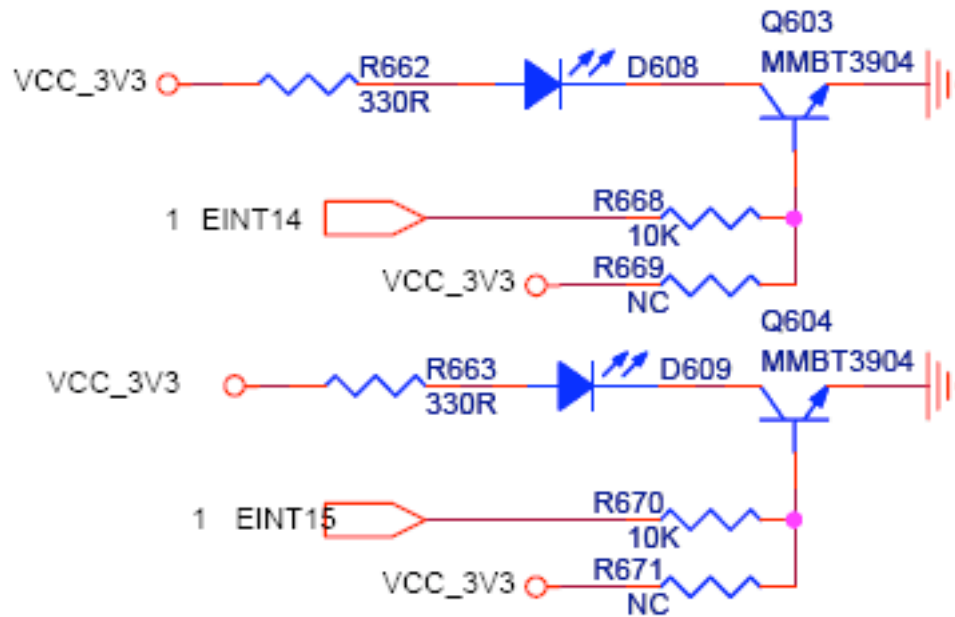 Q603
MMBT3904
VCC_3V3
R662
330R
D608
1 EINT14
R668
10K
VCC_3V3
R669
NC
Q604
MMBT3904
VCC_3V3
R663
330R
D609
1 EINT15
R670
10K
VCC_3V3
R671
NC